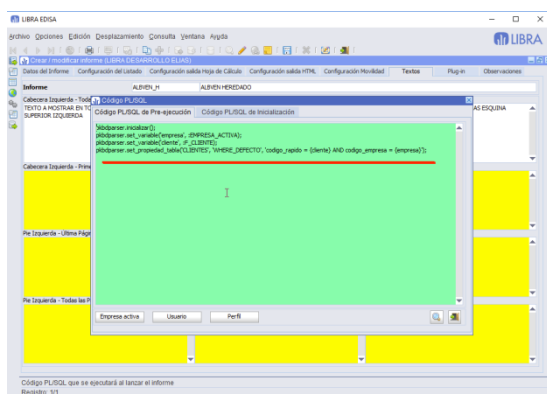 LIBRA EDISA
Archivo Opciones Edición Desplazamiento Consulta Ventana Ayuda
LIBRA
Crear / modificar informe (LIBRA DESARROLLO ELIAS)
Datos del Informe Configuración del Listado Configuración salida Hoja de Cálculo Configuración salida HTML Configuración Movilidad Textos Plug-in Observaciones
Informe ALBVEN_H ALBVEN HEREDADO
Cabecera Izquierda - Toda
TEXTO A MOSTRAR EN TO
SUPERIOR IZQUIERDA
AS ESQUINA
Código PL/SQL
Código PL/SQL de Pre-ejecución Código PL/SQL de Inicialización
pkbdparser.inicializar();
pkbdparser.set_variable('empresa', :EMPRESA_ACTIVA);
pkbdparser.set_variable('cliente', :F_CLIENTE);
pkbdparser.set_propiedad_tabla('CLIENTES', 'WHERE_DEFECTO', 'codigo_rapido = {cliente} AND codigo_empresa = {empresa}');
Cabecera Izquierda - Prime
Pie Izquierda - Última Págin
Pie Izquierda - Todas las P
Empresa activa Usuario Perfil
Código PL/SQL que se ejecutará al lanzar el informe
Registro: 1/1